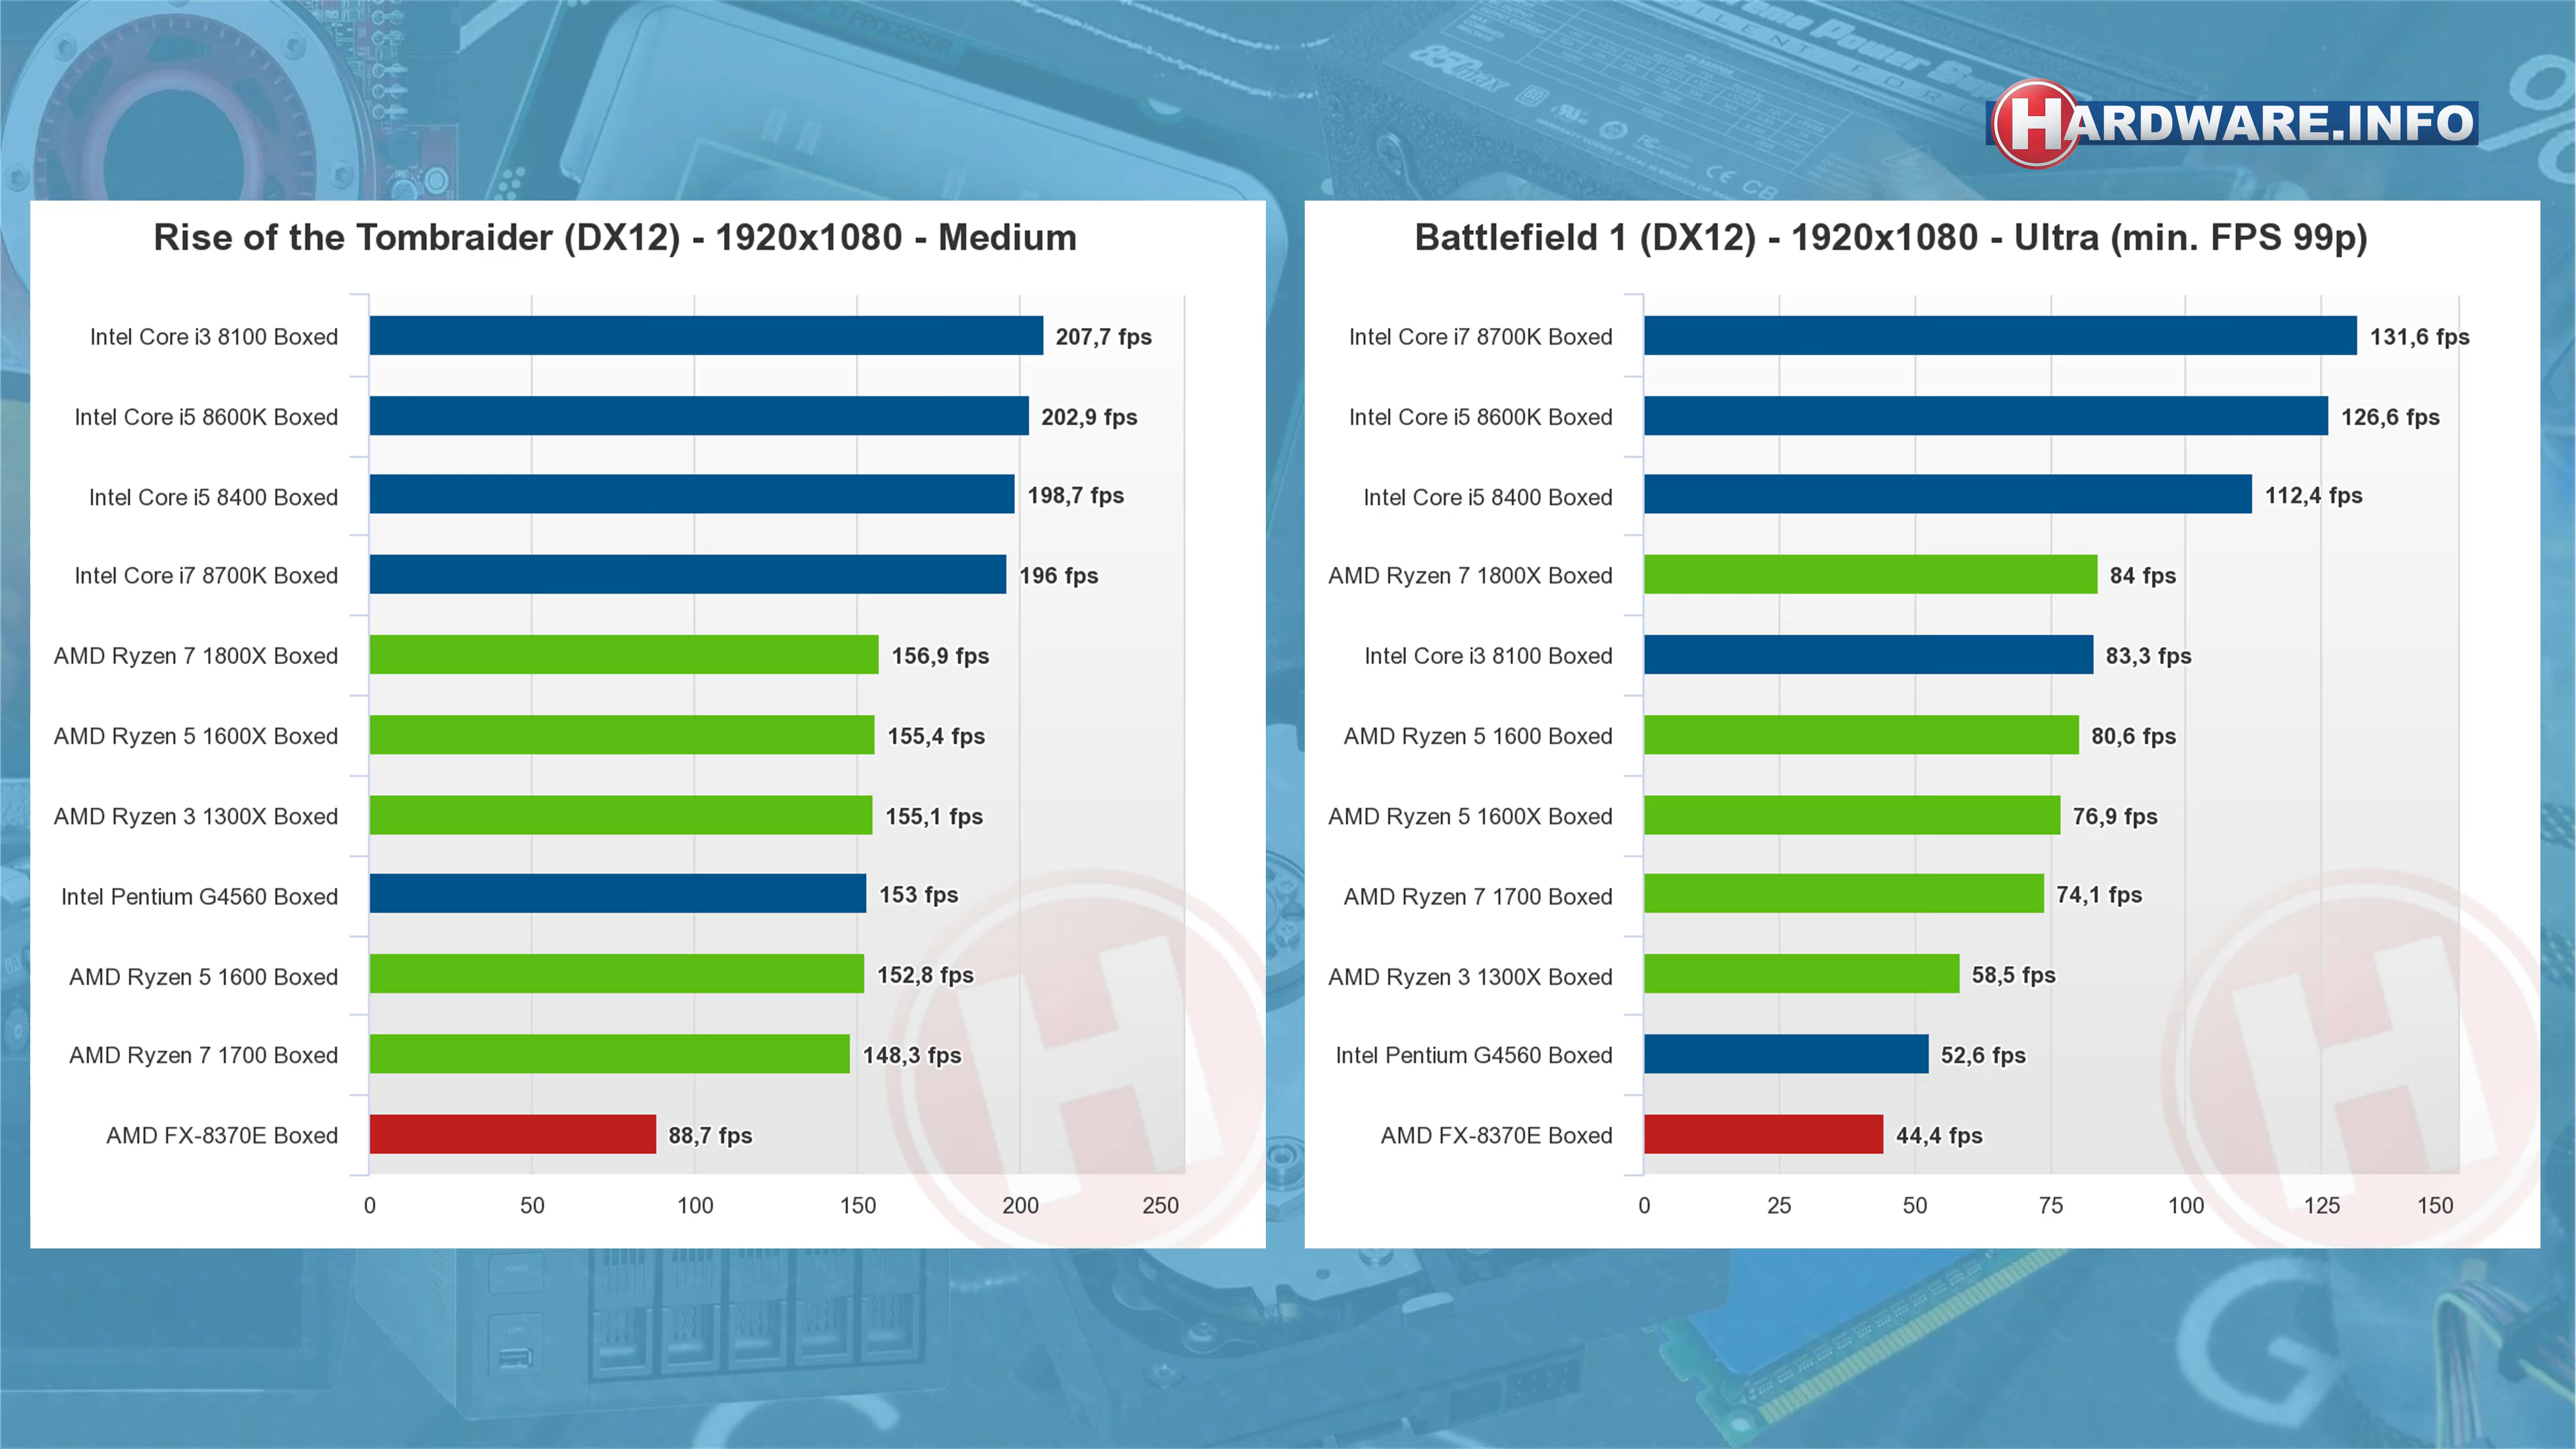 i7 PROCESSOR
850
HARDWARE.INFO
Rise of the Tombraider (DX12) - 1920x1080 - Medium
Intel Core i3 8100 Boxed 207,7 fps
Intel Core i5 8600K Boxed 202,9 fps
Intel Core i5 8400 Boxed 198,7 fps
Intel Core i7 8700K Boxed 196 fps
AMD Ryzen 7 1800X Boxed 156,9 fps
AMD Ryzen 5 1600X Boxed 155,4 fps
AMD Ryzen 3 1300X Boxed 155,1 fps
Intel Pentium G4560 Boxed 153 fps
AMD Ryzen 5 1600 Boxed 152,8 fps
AMD Ryzen 7 1700 Boxed 148,3 fps
AMD FX-8370E Boxed 88,7 fps
0 50 100 150 200 250
H
Battlefield 1 (DX12) - 1920x1080 - Ultra (min. FPS 99p)
Intel Core i7 8700K Boxed 131,6 fps
Intel Core i5 8600K Boxed 126,6 fps
Intel Core i5 8400 Boxed 112,4 fps
AMD Ryzen 7 1800X Boxed 84 fps
Intel Core i3 8100 Boxed 83,3 fps
AMD Ryzen 5 1600 Boxed 80,6 fps
AMD Ryzen 5 1600X Boxed 76,9 fps
AMD Ryzen 7 1700 Boxed 74,1 fps
AMD Ryzen 3 1300X Boxed 58,5 fps
Intel Pentium G4560 Boxed 52,6 fps
AMD FX-8370E Boxed 44,4 fps
0 25 50 75 100 125 150
H